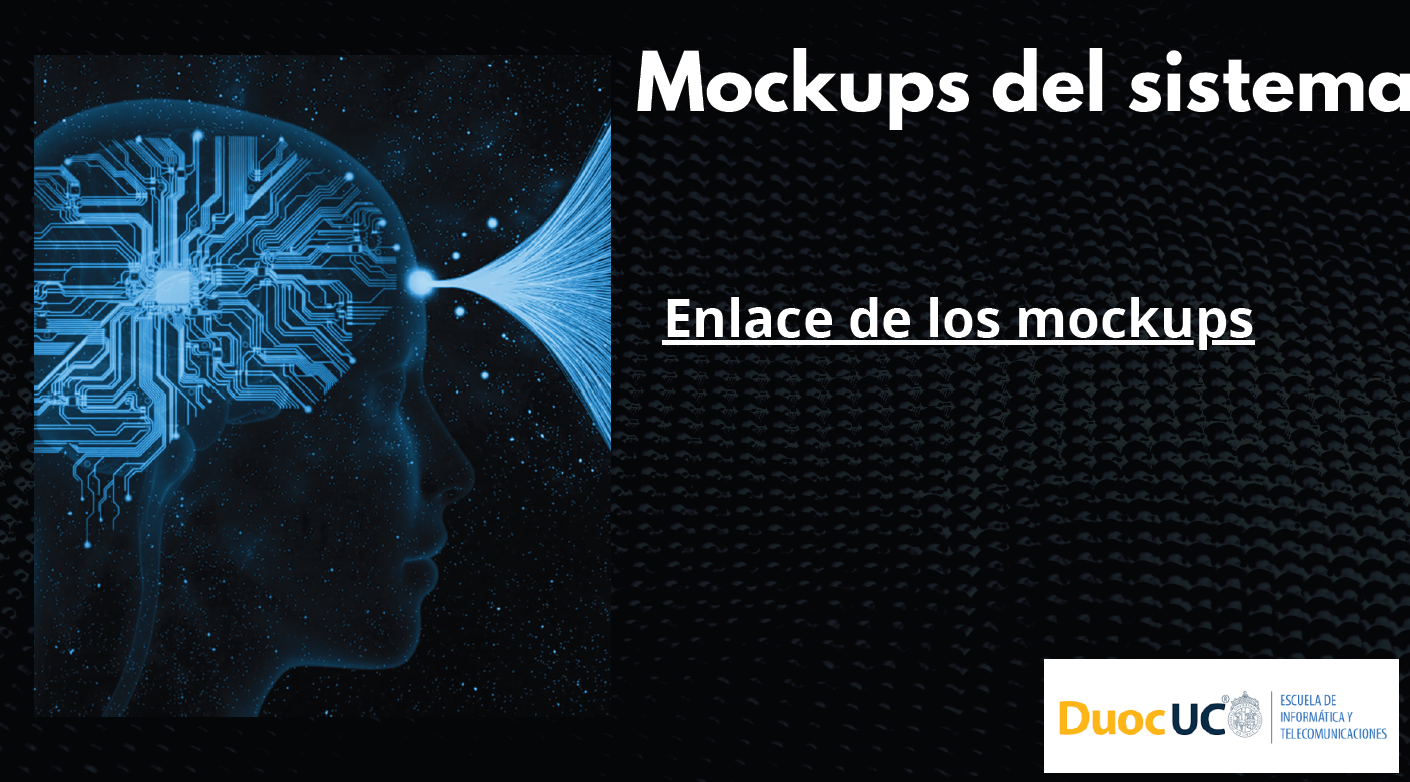 Mockups del sistema
Enlace de los mockups
Duoc UC®
ESCUELA DE
INFORMÁTICA Y
TELECOMUNICACIONES